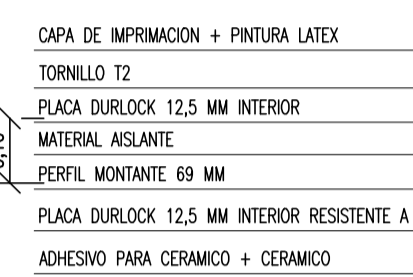 CAPA DE IMPRIMACION + PINTURA LATEX
TORNILLO T2
PLACA DURLOCK 12,5 MM INTERIOR
MATERIAL AISLANTE
PERFIL MONTANTE 69 MM
PLACA DURLOCK 12,5 MM INTERIOR RESISTENTE A
ADHESIVO PARA CERAMICO + CERAMICO